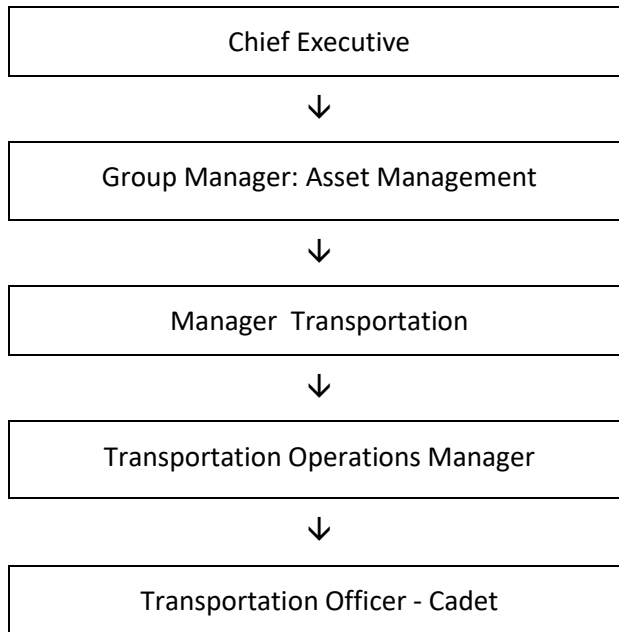 Chief Executive
↓
Group Manager: Asset Management
↓
Manager  Transportation
↓
Transportation Operations Manager
↓
Transportation Officer - Cadet